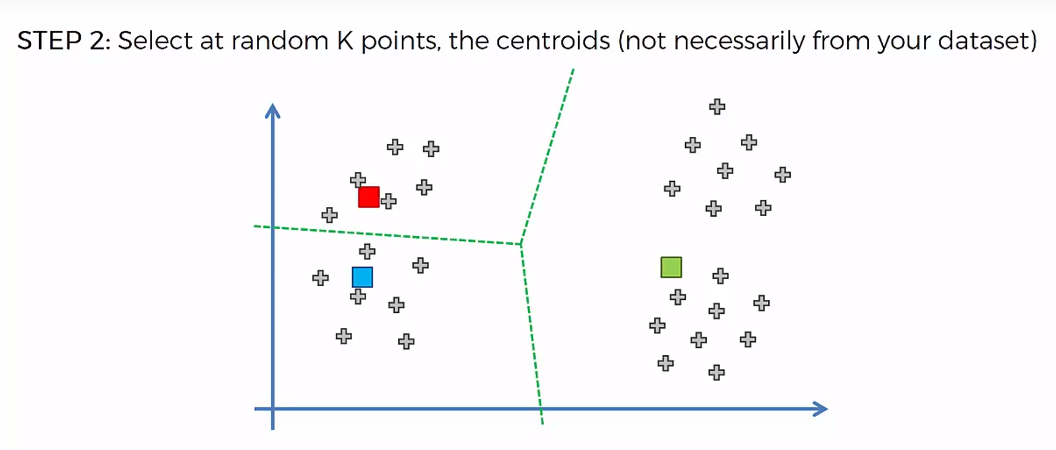 STEP 2: Select at random K points, the centroids (not necessarily from your dataset)